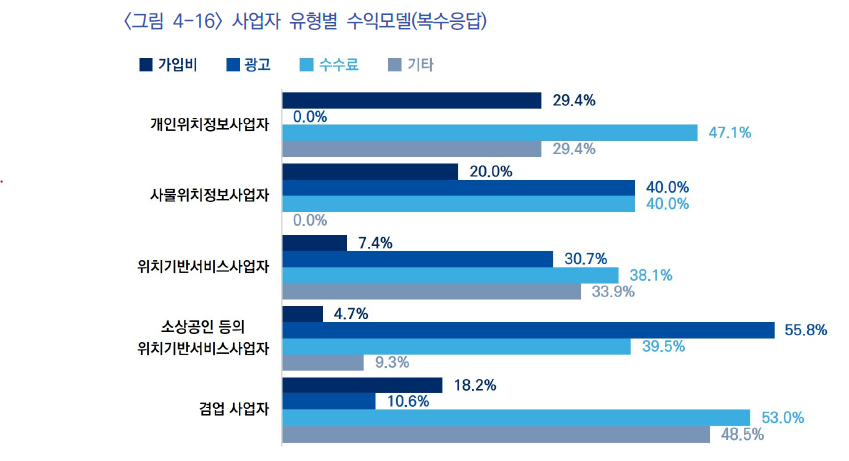 〈그림 4-16〉 사업자 유형별 수익모델(복수응답)
가입비 광고 수수료 기타
개인위치정보사업자
29.4%
0.0%
47.1%
29.4%
사물위치정보사업자
20.0%
40.0%
40.0%
0.0%
위치기반서비스사업자
7.4%
30.7%
38.1%
33.9%
소상공인 등의
위치기반서비스사업자
4.7%
55.8%
39.5%
9.3%
겸업 사업자
18.2%
10.6%
53.0%
48.5%